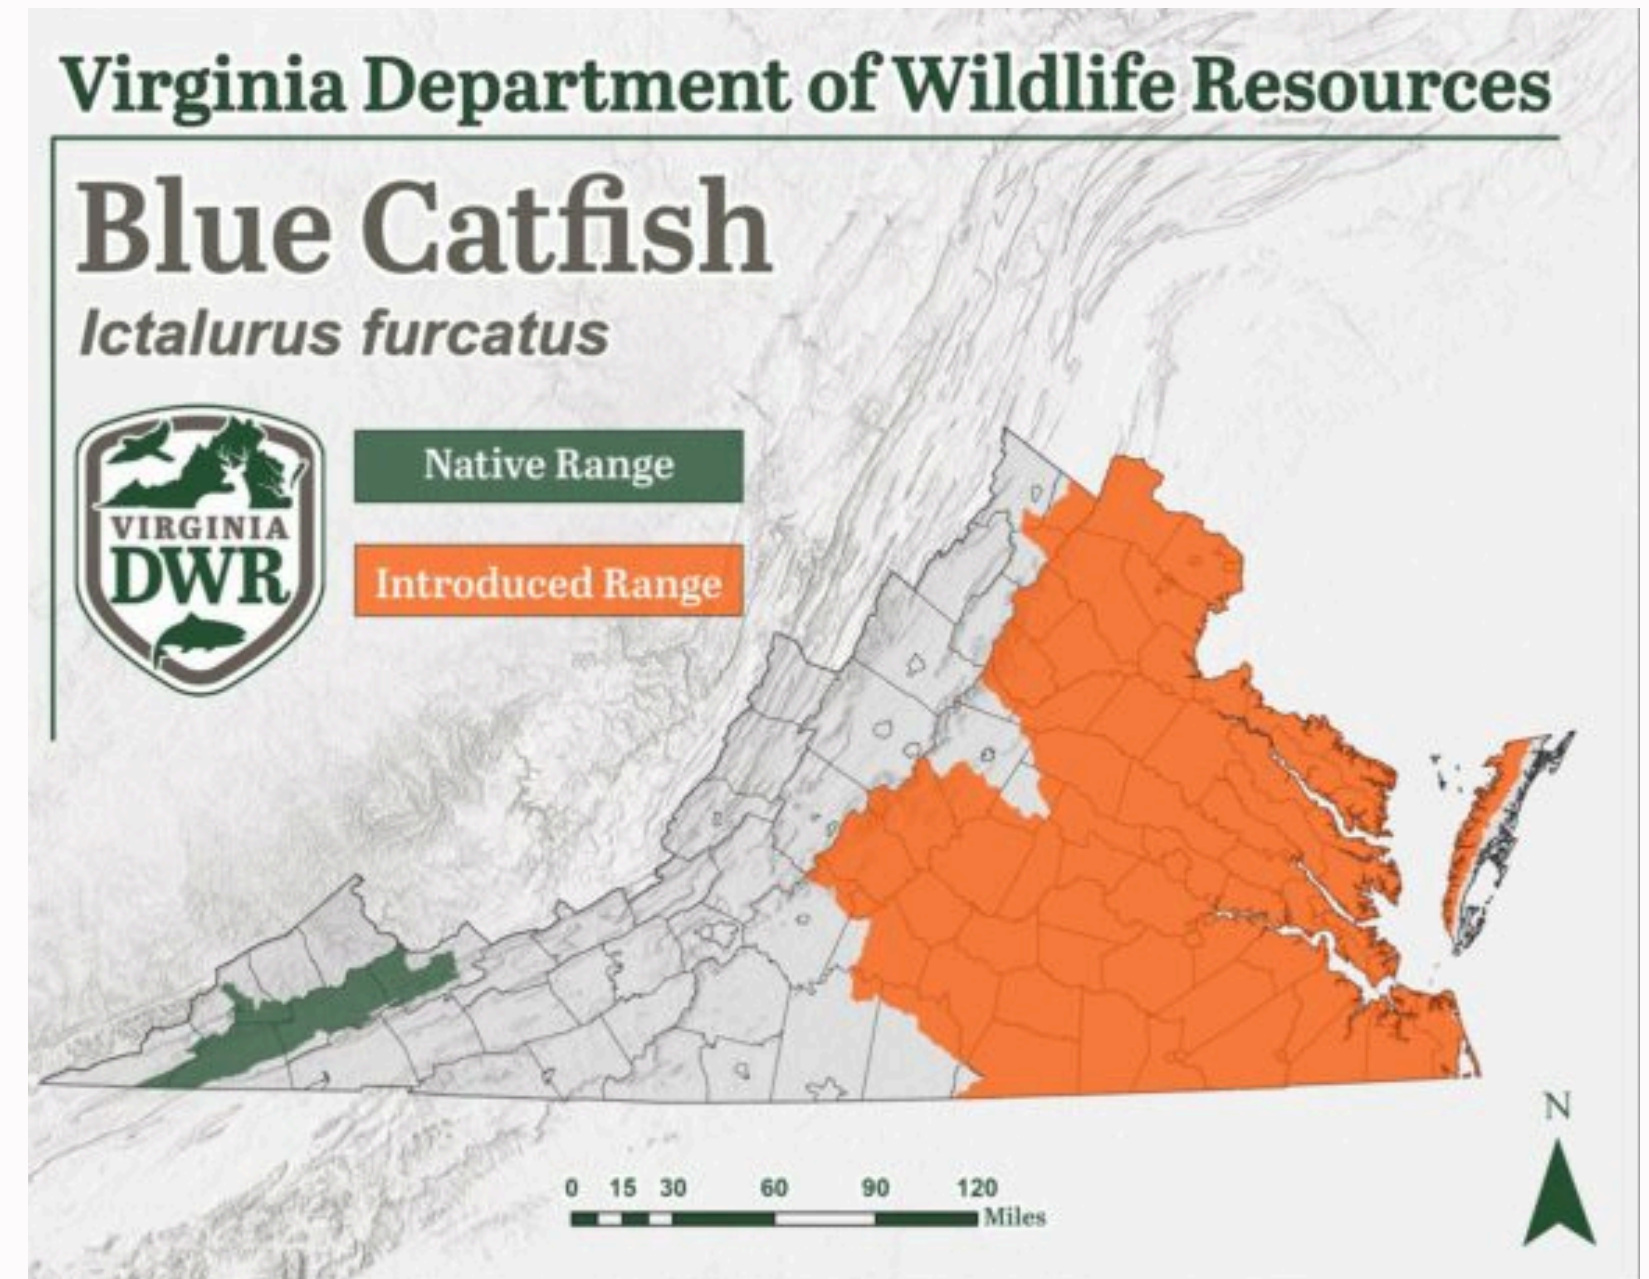 Virginia Department of Wildlife Resources
Blue Catfish
Ictalurus furcatus
VIRGINIA
DWR
Native Range
Introduced Range
N
0 15 30 60 90 120
Miles